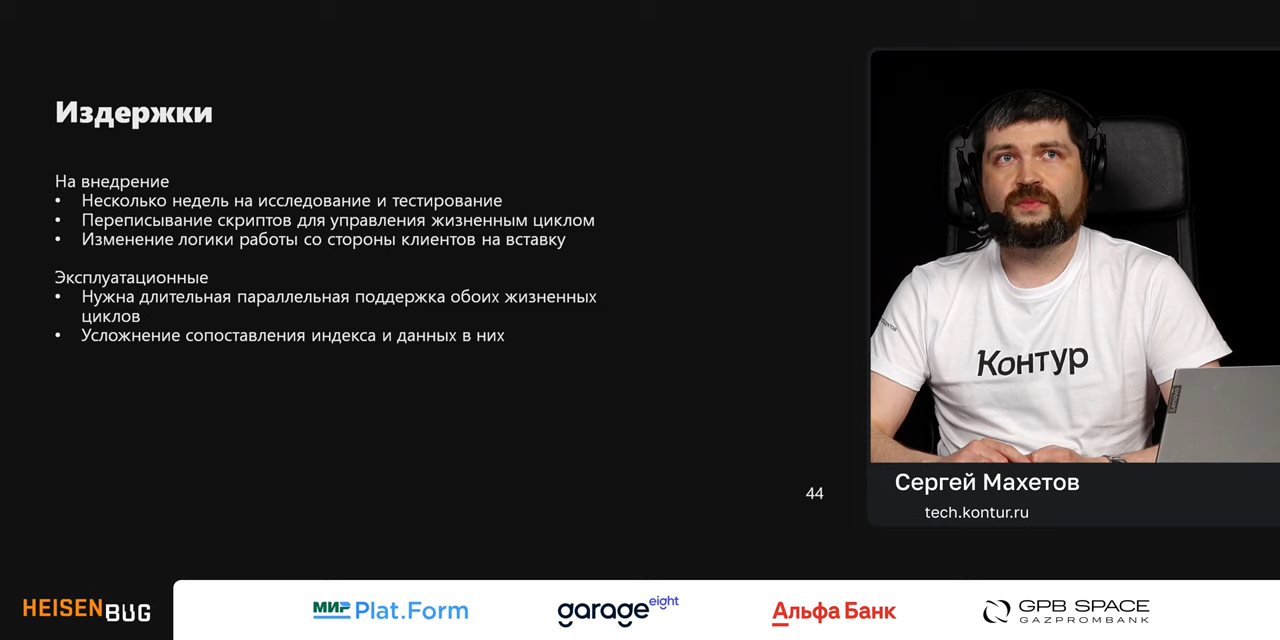 Издержки
На внедрение
• Несколько недель на исследование и тестирование
• Переписывание скриптов для управления жизненным циклом
• Изменение логики работы со стороны клиентов на вставку
Эксплуатационные
• Нужна длительная параллельная поддержка обоих жизненных
циклов
• Усложнение сопоставления индекса и данных в них
44
Контур
Lenovo
Сергей Махетов
tech.kontur.ru
HEISENBUG
МИР Plat.Form
garage eight
Альфа Банк
GPB SPACE
GAZPROMBANK